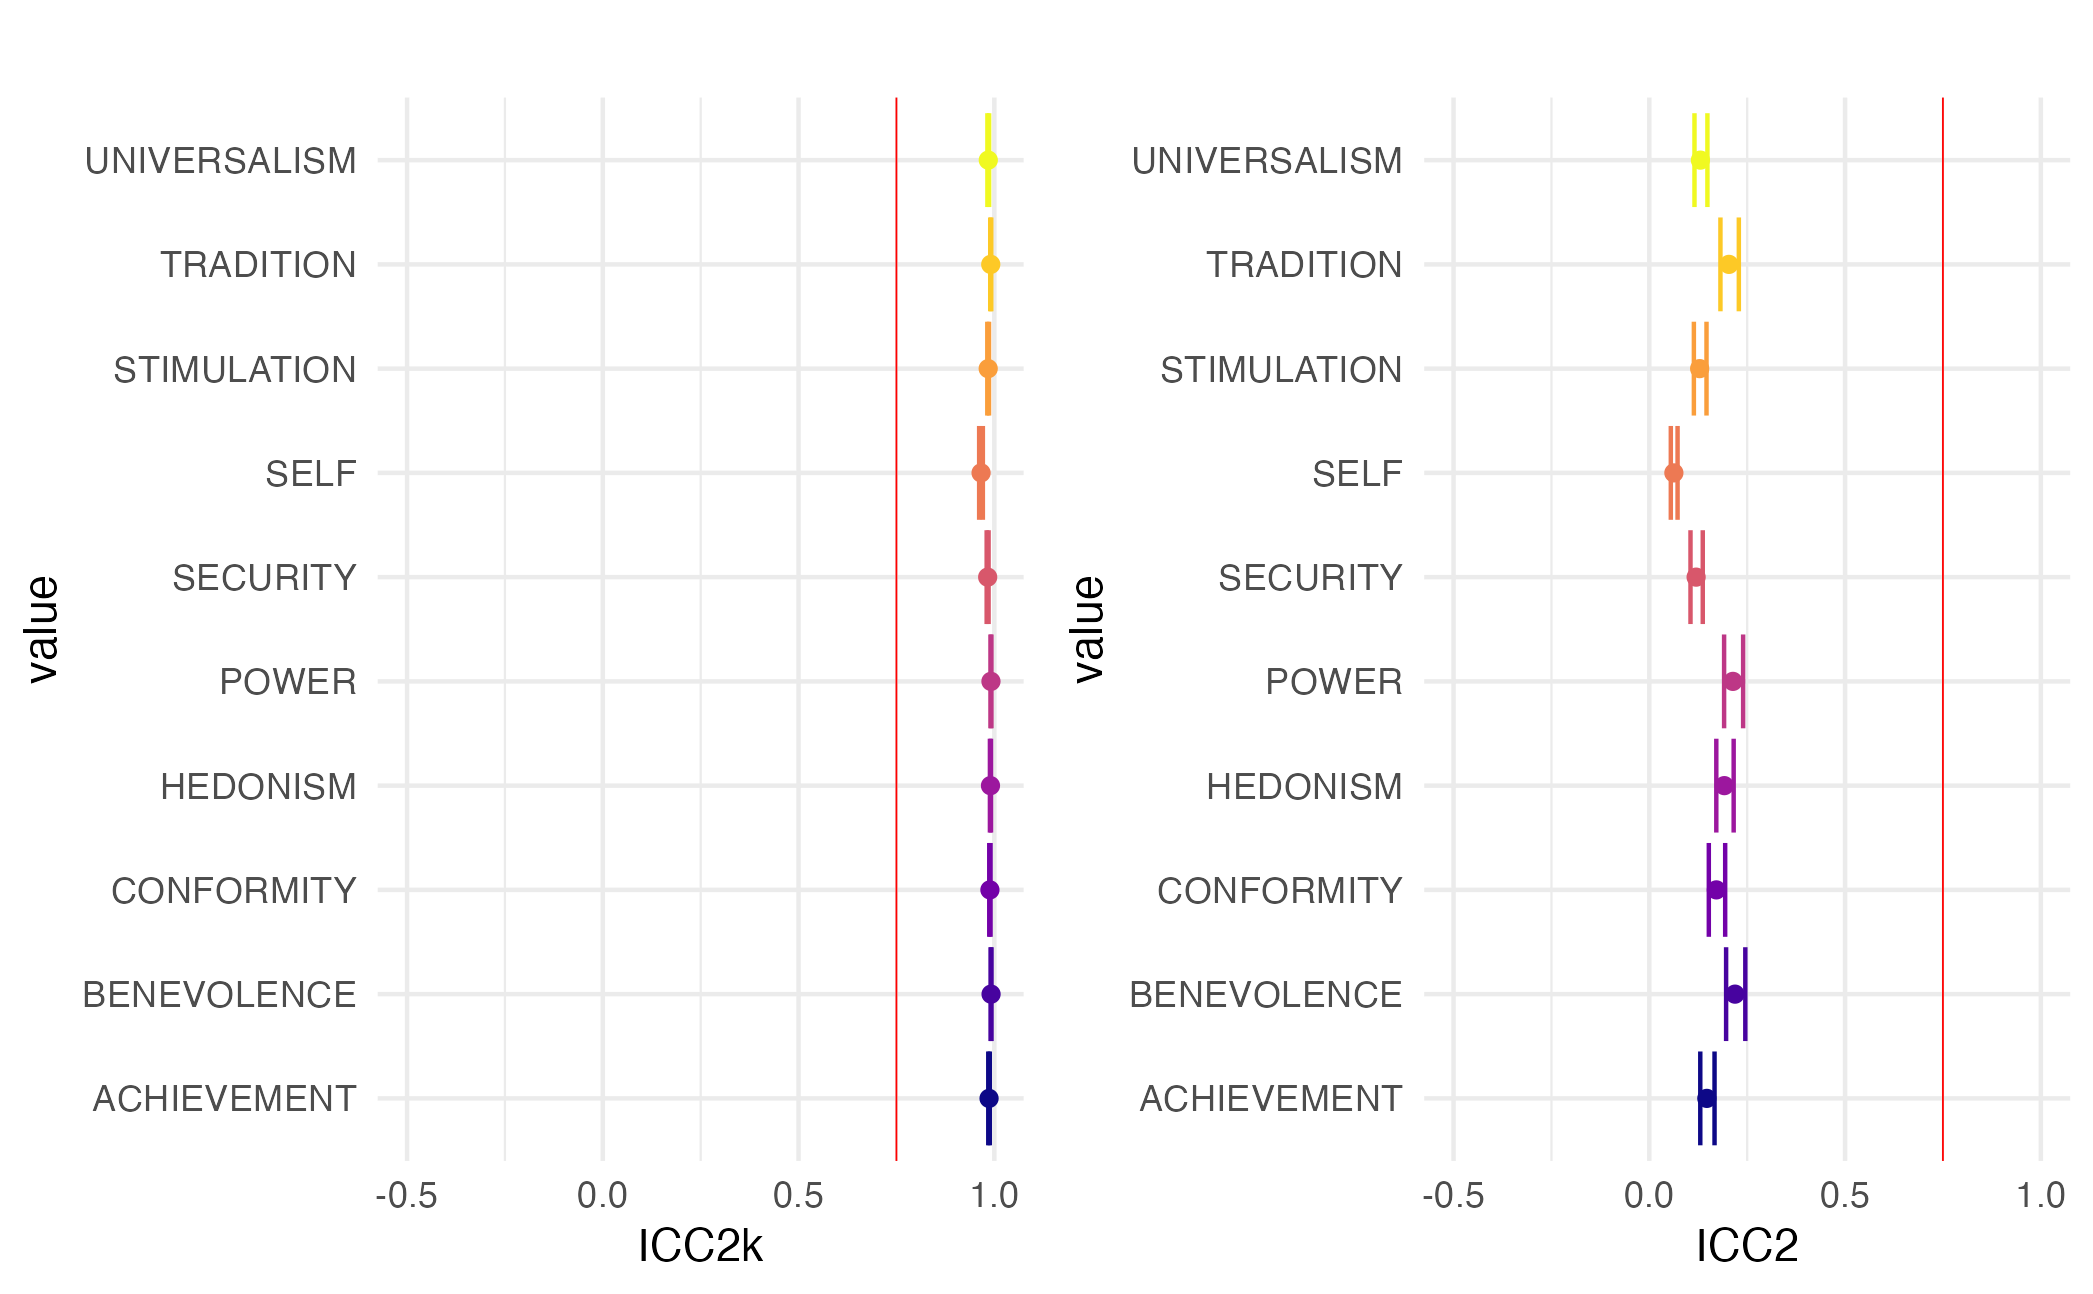 value
UNIVERSALISM
TRADITION
STIMULATION
SELF
SECURITY
POWER
HEDONISM
CONFORMITY
BENEVOLENCE
ACHIEVEMENT
-0.5 0.0 0.5 1.0
ICC2k
value
UNIVERSALISM
TRADITION
STIMULATION
SELF
SECURITY
POWER
HEDONISM
CONFORMITY
BENEVOLENCE
ACHIEVEMENT
-0.5 0.0 0.5 1.0
ICC2